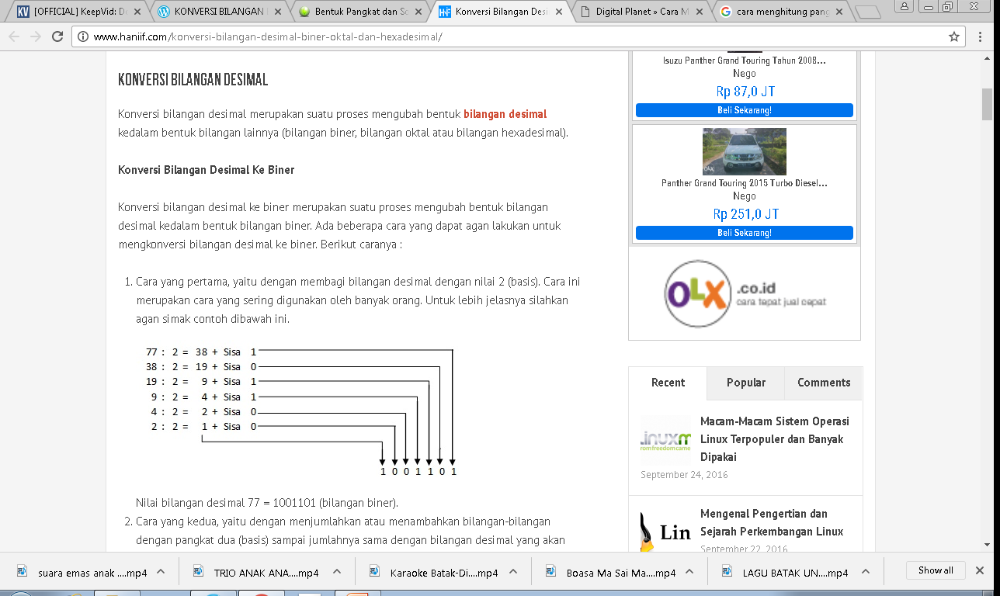 [OFFICIAL] KeepVid: D
ONVERSI BILANGAN
Bentuk Pangkat dan Sc
Konversi Bilangan Desi
Digital Planet » Cara M
cara menghitung pang
www.haniif.com/konversi-bilangan-desimal-biner-oktal-dan-hexadesimal/
KONVERSI BILANGAN DESIMAL
Konversi bilangan desimal merupakan suatu proses mengubah bentuk bilangan desimal
kedalam bentuk bilangan lainnya (bilangan biner, bilangan oktal atau bilangan hexadesimal).
Konversi Bilangan Desimal Ke Biner
Konversi bilangan desimal ke biner merupakan suatu proses mengubah bentuk bilangan
desimal kedalam bentuk bilangan biner. Ada beberapa cara yang dapat agan lakukan untuk
mengkonversi bilangan desimal ke biner. Berikut caranya :
1. Cara yang pertama, yaitu dengan membagi bilangan desimal dengan nilai 2 (basis). Cara ini
merupakan cara yang sering digunakan oleh banyak orang. Untuk lebih jelasnya silahkan
agan simak contoh dibawah ini.
77 : 2 = 38 + Sisa 1
38 : 2 = 19 + Sisa 0
19 : 2 = 9 + Sisa 1
9 : 2 = 4 + Sisa 1
4 : 2 = 2 + Sisa 0
2 : 2 = 1 + Sisa 0
1 0 0 1 1 0 1
Nilai bilangan desimal 77 = 1001101 (bilangan biner).
2. Cara yang kedua, yaitu dengan menjumlahkan atau menambahkan bilangan-bilangan
dengan pangkat dua (basis) sampai jumlahnya sama dengan bilangan desimal yang akan
Isuzu Panther Grand Touring Tahun 2008...
Nego
Rp 87,0 JT
Beli Sekarang!
OLX
Panther Grand Touring 2015 Turbo Diesel...
Nego
Rp 251,0 JT
Beli Sekarang!
OLX .co.id
cara tepat jual cepat
Recent Popular Comments
Macam-Macam Sistem Operasi
Linux Terpopuler dan Banyak
Dipakai
September 24, 2016
Mengenal Pengertian dan
Sejarah Perkembangan Linux
September 22, 2016
Lin
suara emas anak ....mp4
TRIO ANAK ANA....mp4
Karaoke Batak-Di....mp4
Boasa Ma Sai Ma....mp4
LAGU BATAK UN....mp4
Show all